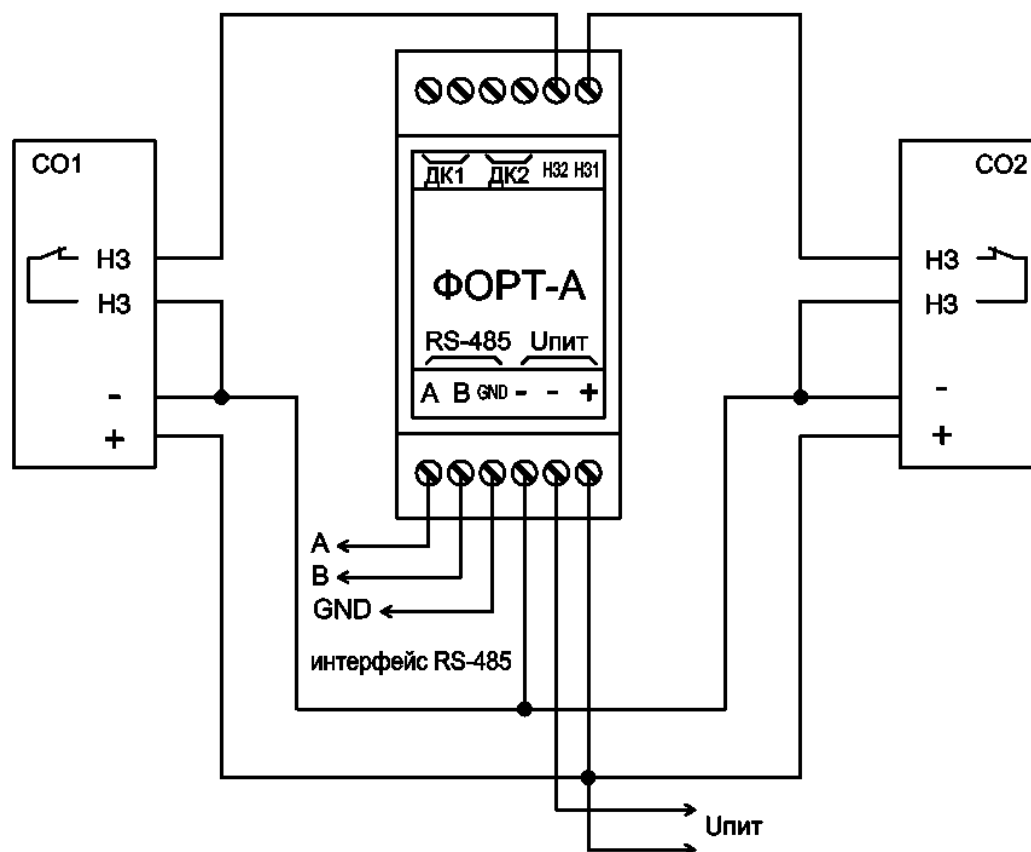 СО1
НЗ
НЗ
-
+
ДК1 ДК2 НЗ2 НЗ1
ФОРТ-А
RS-485 Uпит
A B GND - - +
СО2
НЗ
НЗ
-
+
A
B
GND
интерфейс RS-485
Uпит